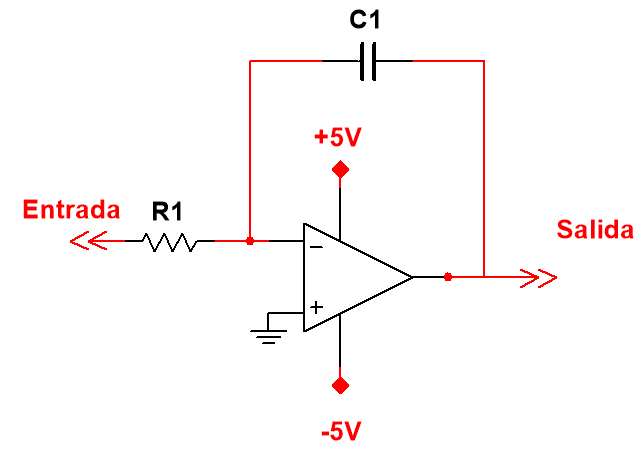 C1
+5V
Entrada
R1
Salida
−
+
-5V